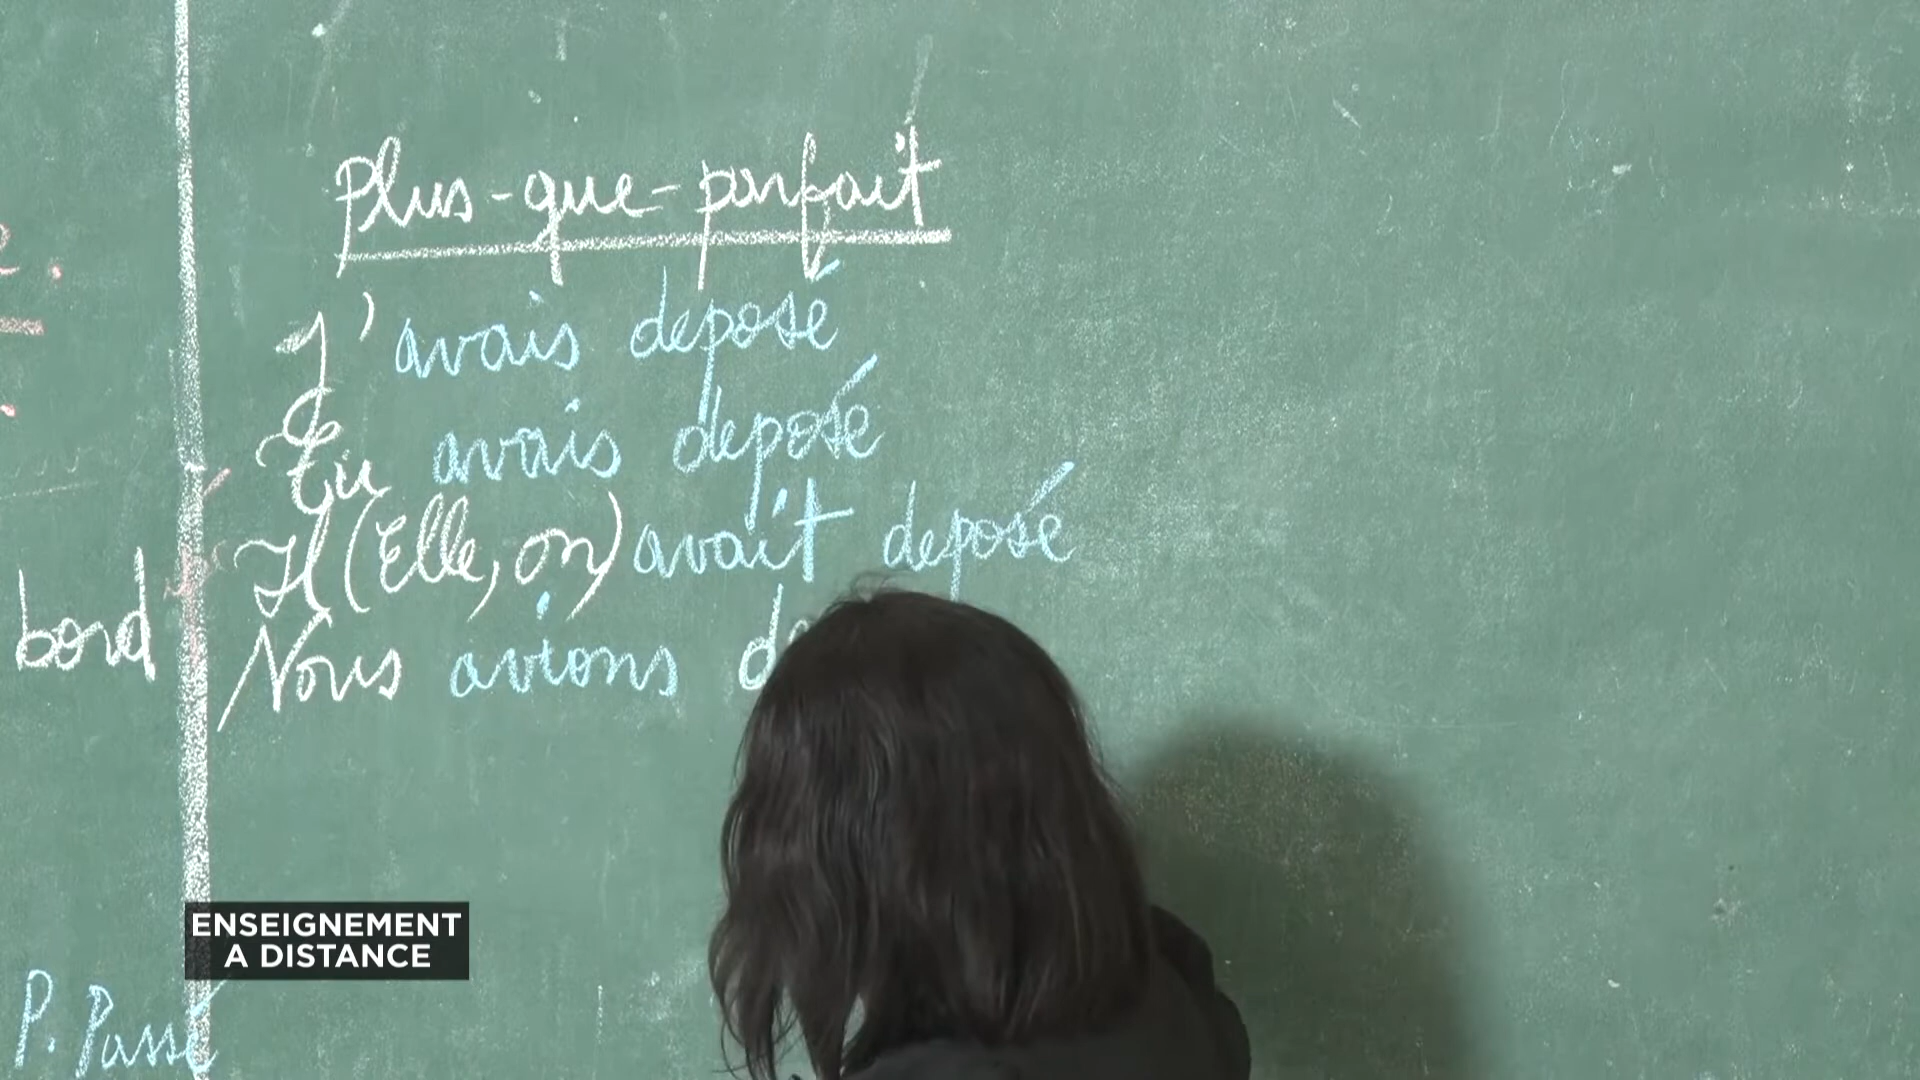 Plus-que-parfait
J'avais deposé
Tu avais deposé
Il (Elle, on) avait deposé
bord
Nous avions de
ENSEIGNEMENT
A DISTANCE
P. Passé